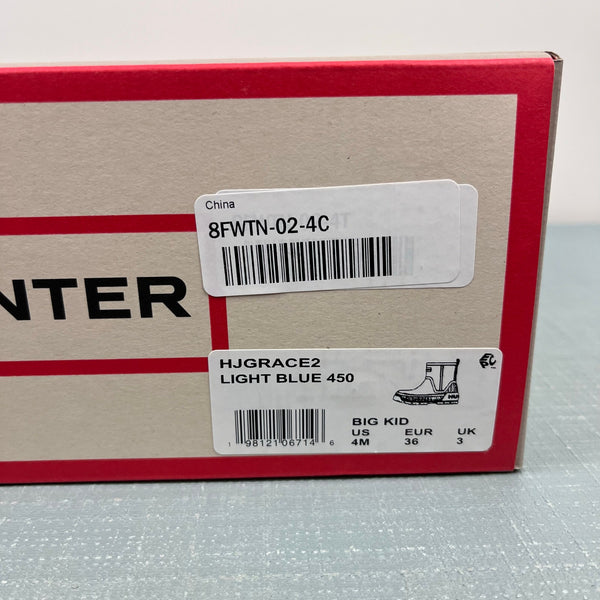 China
8FWTN-02-4C
NTER
HJGRACE2
LIGHT BLUE 450
BIG KID
US EUR UK
4M 36 3
1 98121 06714 6